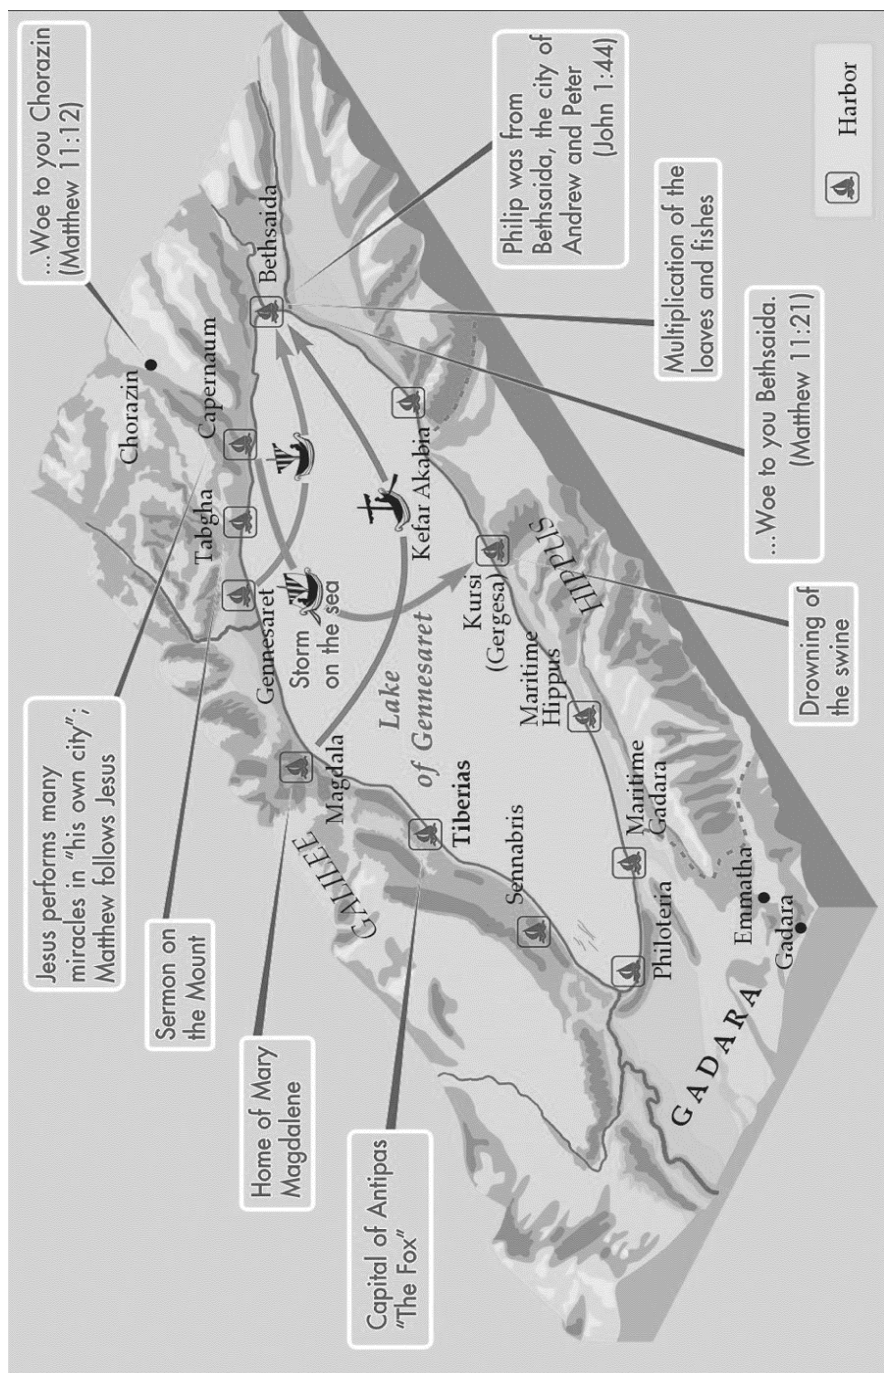 ...Woe to you Chorazin
(Matthew 11:12)
Jesus performs many
miracles in "his own city";
Matthew follows Jesus
Sermon on
the Mount
Home of Mary
Magdalene
Capital of Antipas
"The Fox"
Chorazin
Capernaum
Bethsaida
Tabgha
Gennesaret
Storm
on the sea
Magdala
GALILEE
Lake
of Gennesaret
Tiberias
Sennabris
Kefar Akabia
Kursi
(Gergesa)
HIPPUS
Maritime
Hippus
Maritime
Gadara
Philoteria
Emmatha
Gadara
GADARA
Philip was from
Bethsaida, the city of
Andrew and Peter
(John 1:44)
Multiplication of the
loaves and fishes
...Woe to you Bethsaida.
(Matthew 11:21)
Drowning of
the swine
Harbor